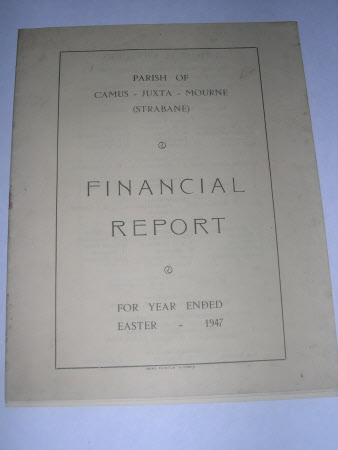 PARISH OF
CAMUS - JUXTA - MOURNE
(STRABANE)
FINANCIAL
REPORT
FOR YEAR ENDED
EASTER - 1947